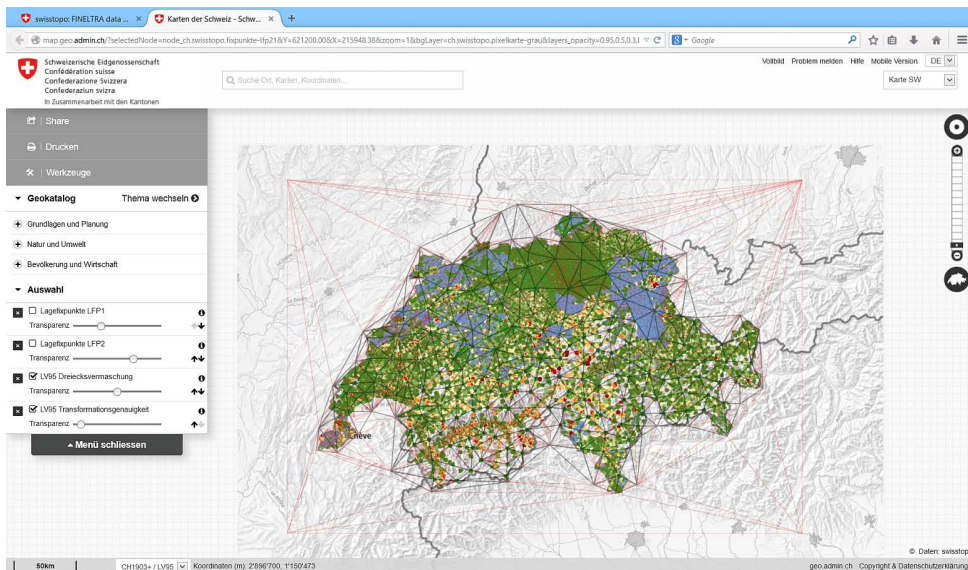 swisstopo: FINELTRA data ...
Karten der Schweiz - Schw...
map.geo.admin.ch/?selectedNode=node_ch.swisstopo.fixpunkte-lfp21&Y=621200.00&X=215948.38&zoom=1&bgLayer=ch.swisstopo.pixelkarte-grau&layers_opacity=0.95,0.5,0.3,(
Google
Schweizerische Eidgenossenschaft
Confédération suisse
Confederazione Svizzera
Confederaziun svizra
In Zusammenarbeit mit den Kantonen
Suche Ort, Karten, Koordinaten ...
Vollbild Problem melden Hilfe Mobile Version DE
Karte SW
Share
Drucken
Werkzeuge
Geokatalog Thema wechseln
Grundlagen und Planung
Natur und Umwelt
Bevölkerung und Wirtschaft
Auswahl
Lagefixpunkte LFP1
Transparenz
Lagefixpunkte LFP2
Transparenz
LV95 Dreiecksvermaschung
Transparenz
LV95 Transformationsgenauigkeit
Transparenz
Menü schliessen
© Daten: swisstop
50km
CH1903+ / LV95 Koordinaten (m): 2'896'700, 1'150'473
geo.admin.ch Copyright & Datenschutzerklärung